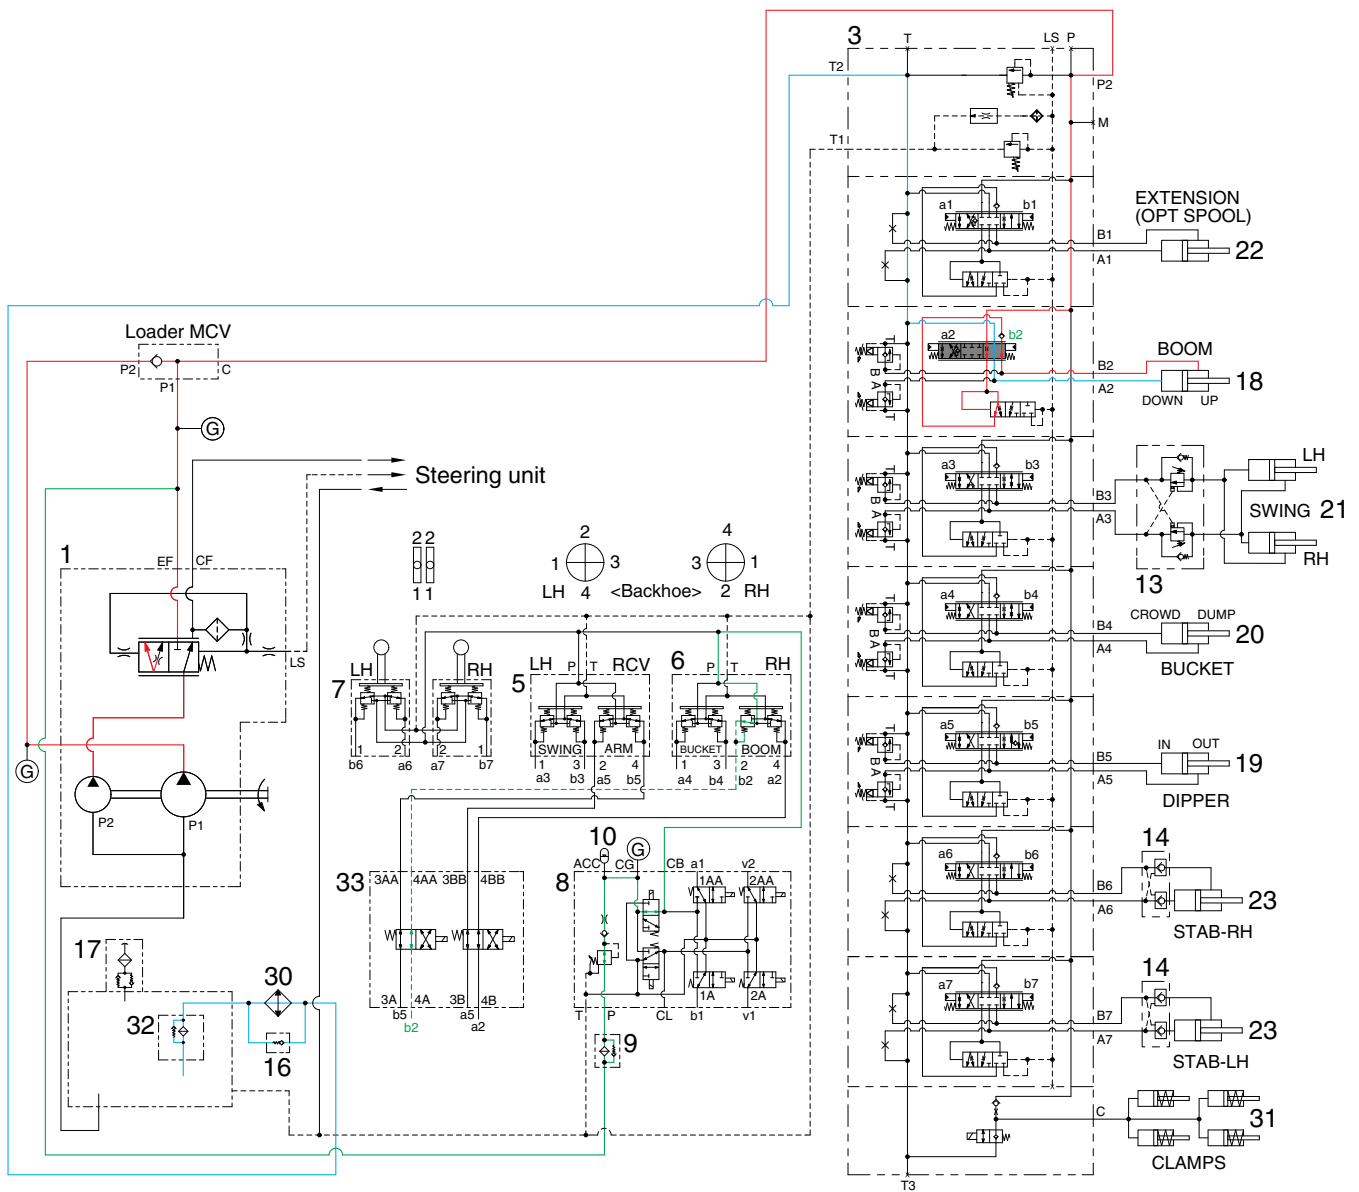 3
T
LS P
T2
P2
M
T1
EXTENSION
(OPT SPOOL)
a1
b1
B1
A1
22
Loader MCV
P2
C
P1
G
a2
b2
BOOM
B2
A2
18
DOWN UP
T
B A
T
Steering unit
a3
b3
B3
A3
T
B A
T
LH
SWING 21
RH
13
1
EF CF
LS
2 2
1 1
2
1 3
4
LH <Backhoe> RH
4
3 1
2
a4
b4
CROWD DUMP
B4
A4
20
BUCKET
T
B A
T
7
LH
RH
1 2
b6 a6
2 1
a7 b7
5
LH P T RCV
SWING ARM
1 3 2 4
a3 b3 a5 b5
6
P T RH
BUCKET BOOM
1 3 2 4
a4 b4 b2 a2
a5
b5
IN OUT
B5
A5
19
DIPPER
T
B A
T
G
P2
P1
10
ACC
G
CG CB a1 v2
8
1AA 2AA
1A 2A
T P CL b1 v1
33
3AA 4AA 3BB 4BB
3A 4A 3B 4B
b5 a5
b2 a2
9
a6
b6
B6
A6
14
23
STAB-RH
17
30
32
16
a7
b7
B7
A7
14
23
STAB-LH
C
31
CLAMPS
T3